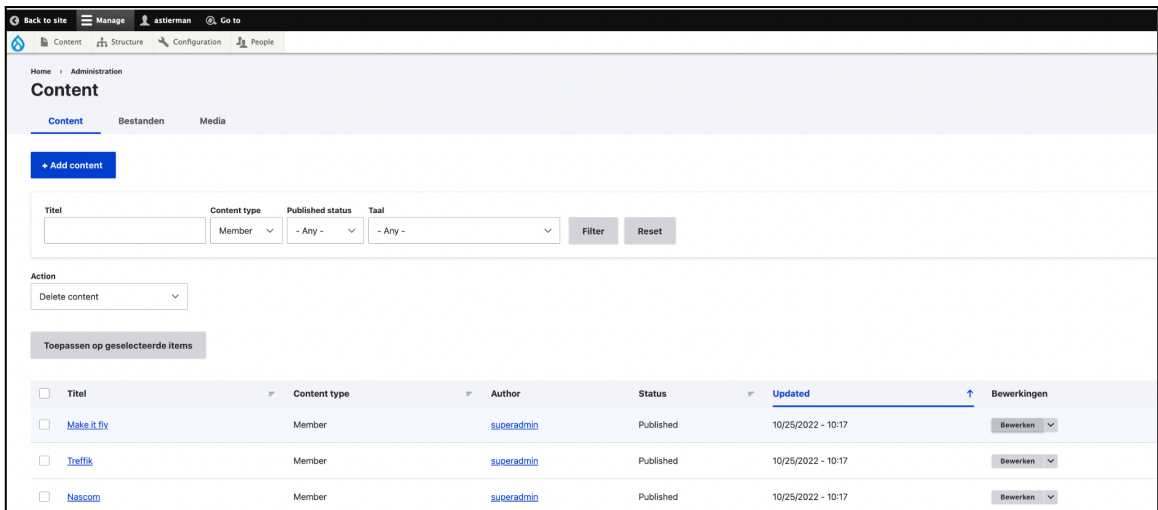 Back to site Manage astierman Go to
Content Structure Configuration People
Home › Administration
Content
Content Bestanden Media
+ Add content
Titel Content type Published status Taal
Member - Any - - Any - Filter Reset
Action
Delete content
Toepassen op geselecteerde items
Titel Content type Author Status Updated Bewerkingen
Make it fly Member superadmin Published 10/25/2022 - 10:17 Bewerken
Treffik Member superadmin Published 10/25/2022 - 10:17 Bewerken
Nascom Member superadmin Published 10/25/2022 - 10:17 Bewerken